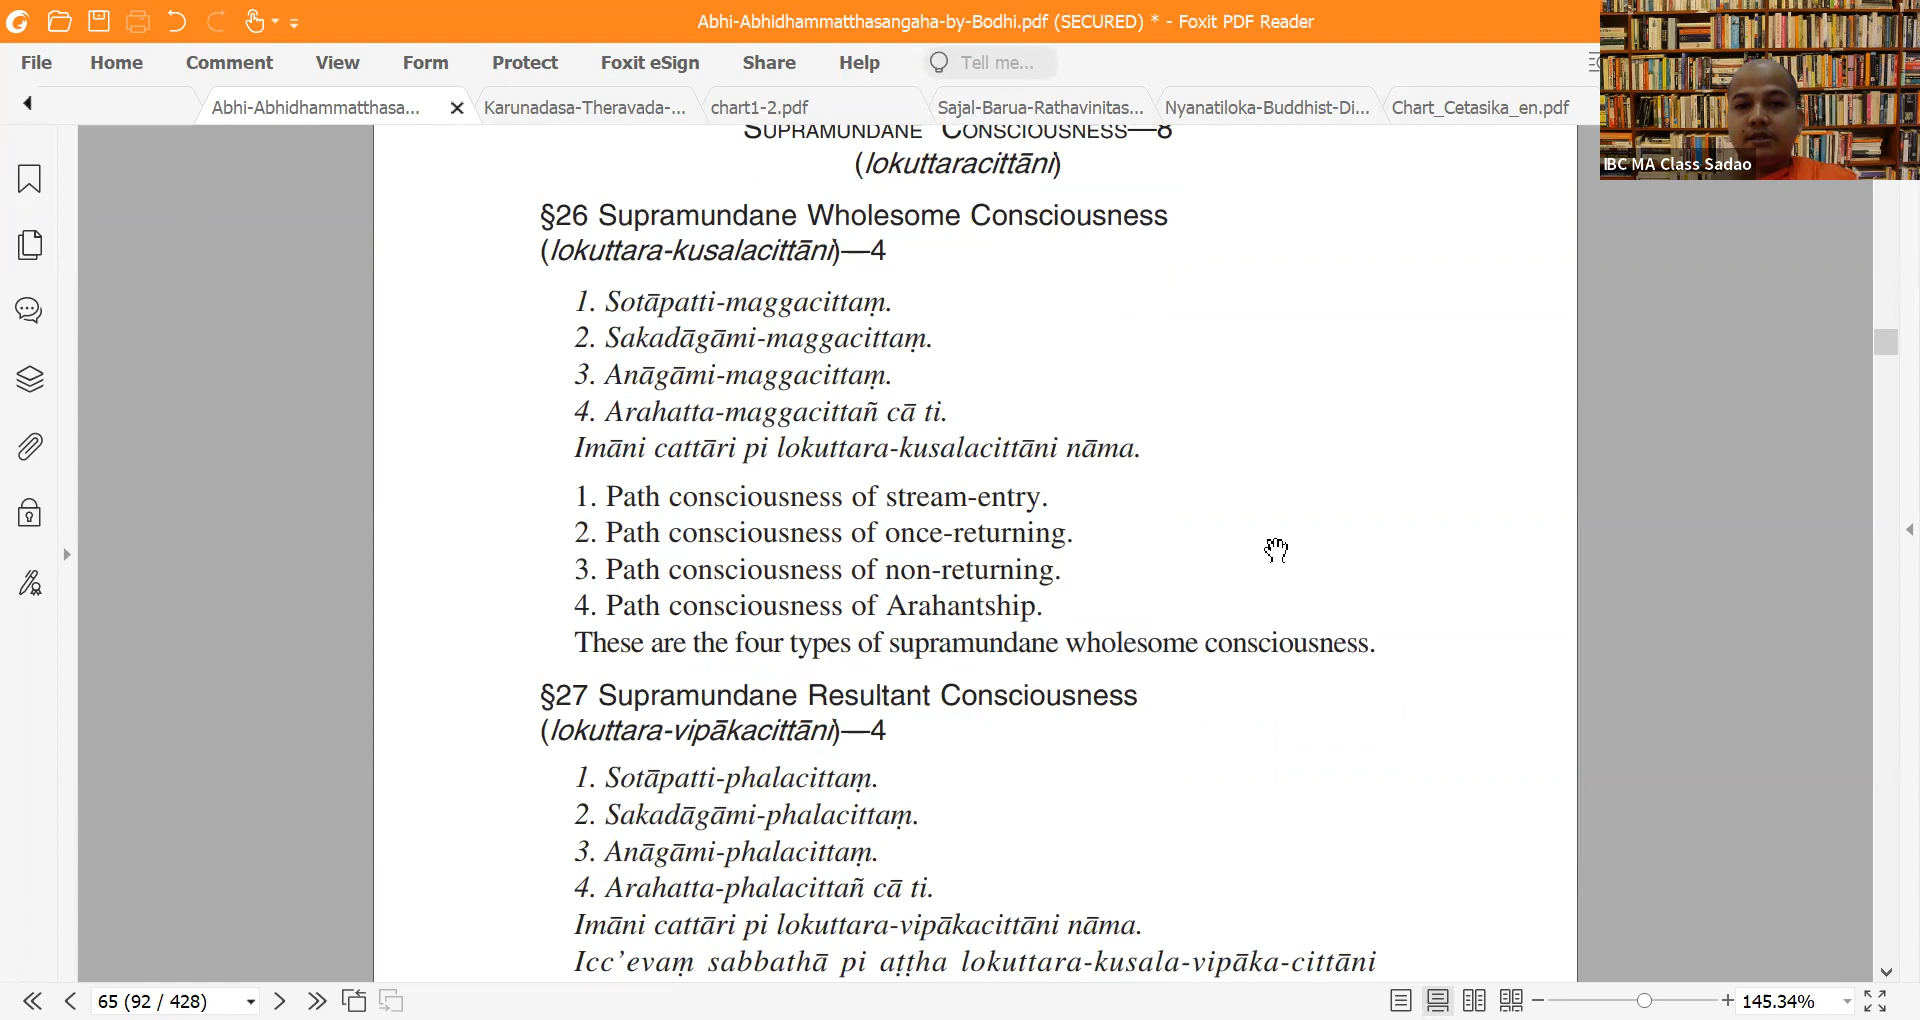 Abhi-Abhidhammatthasangaha-by-Bodhi.pdf (SECURED) * - Foxit PDF Reader
File Home Comment View Form Protect Foxit eSign Share Help Tell me...
Abhi-Abhidhammatthasa... Karunadasa-Theravada-... chart1-2.pdf Sajal-Barua-Rathavinitas... Nyanatiloka-Buddhist-Di... Chart_Cetasika_en.pdf
IBC MA Class Sadao
SUPRAMUNDANE CONSCIOUSNESS—8
(lokuttaracittāni)
§26 Supramundane Wholesome Consciousness
(lokuttara-kusalacittāni)—4
1. Sotāpatti-maggacittaṃ.
2. Sakadāgāmi-maggacittaṃ.
3. Anāgāmi-maggacittaṃ.
4. Arahatta-maggacittañ cā ti.
Imāni cattāri pi lokuttara-kusalacittāni nāma.
1. Path consciousness of stream-entry.
2. Path consciousness of once-returning.
3. Path consciousness of non-returning.
4. Path consciousness of Arahantship.
These are the four types of supramundane wholesome consciousness.
§27 Supramundane Resultant Consciousness
(lokuttara-vipākacittāni)—4
1. Sotāpatti-phalacittaṃ.
2. Sakadāgāmi-phalacittaṃ.
3. Anāgāmi-phalacittaṃ.
4. Arahatta-phalacittañ cā ti.
Imāni cattāri pi lokuttara-vipākacittāni nāma.
Icc'evaṃ sabbathā pi aṭṭha lokuttara-kusala-vipāka-cittāni
65 (92 / 428) 145.34%